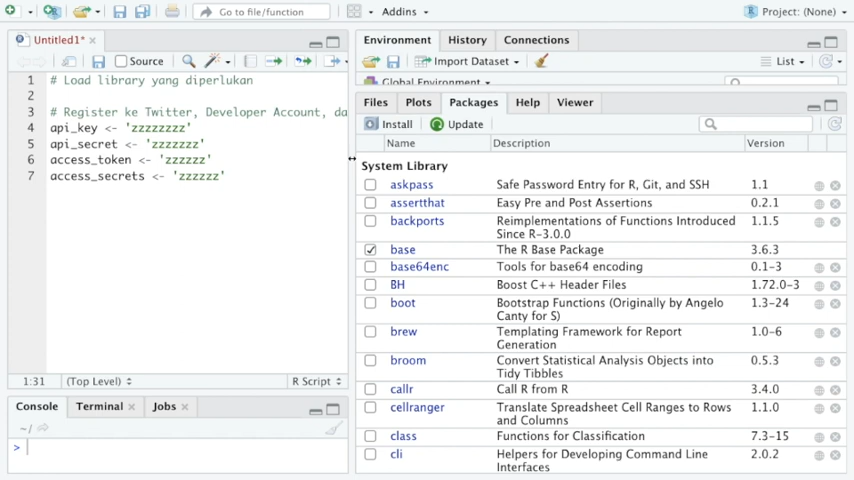 Go to file/function
Addins
Project: (None)
Untitled1*
Source
1 # Load library yang diperlukan
2
3 # Register ke Twitter, Developer Account, da
4 api_key <- 'zzzzzzzz'
5 api_secret <- 'zzzzzzz'
6 access_token <- 'zzzzzz'
7 access_secrets <- 'zzzzzz'
1:31 (Top Level) R Script
Console Terminal Jobs
~/
>
Environment History Connections
Import Dataset List
Global Environment
Files Plots Packages Help Viewer
Install Update
Name Description Version
System Library
askpass Safe Password Entry for R, Git, and SSH 1.1
assertthat Easy Pre and Post Assertions 0.2.1
backports Reimplementations of Functions Introduced 1.1.5
Since R-3.0.0
base The R Base Package 3.6.3
base64enc Tools for base64 encoding 0.1-3
BH Boost C++ Header Files 1.72.0-3
boot Bootstrap Functions (Originally by Angelo 1.3-24
Canty for S)
brew Templating Framework for Report 1.0-6
Generation
broom Convert Statistical Analysis Objects into 0.5.3
Tidy Tibbles
callr Call R from R 3.4.0
cellranger Translate Spreadsheet Cell Ranges to Rows 1.1.0
and Columns
class Functions for Classification 7.3-15
cli Helpers for Developing Command Line 2.0.2
Interfaces